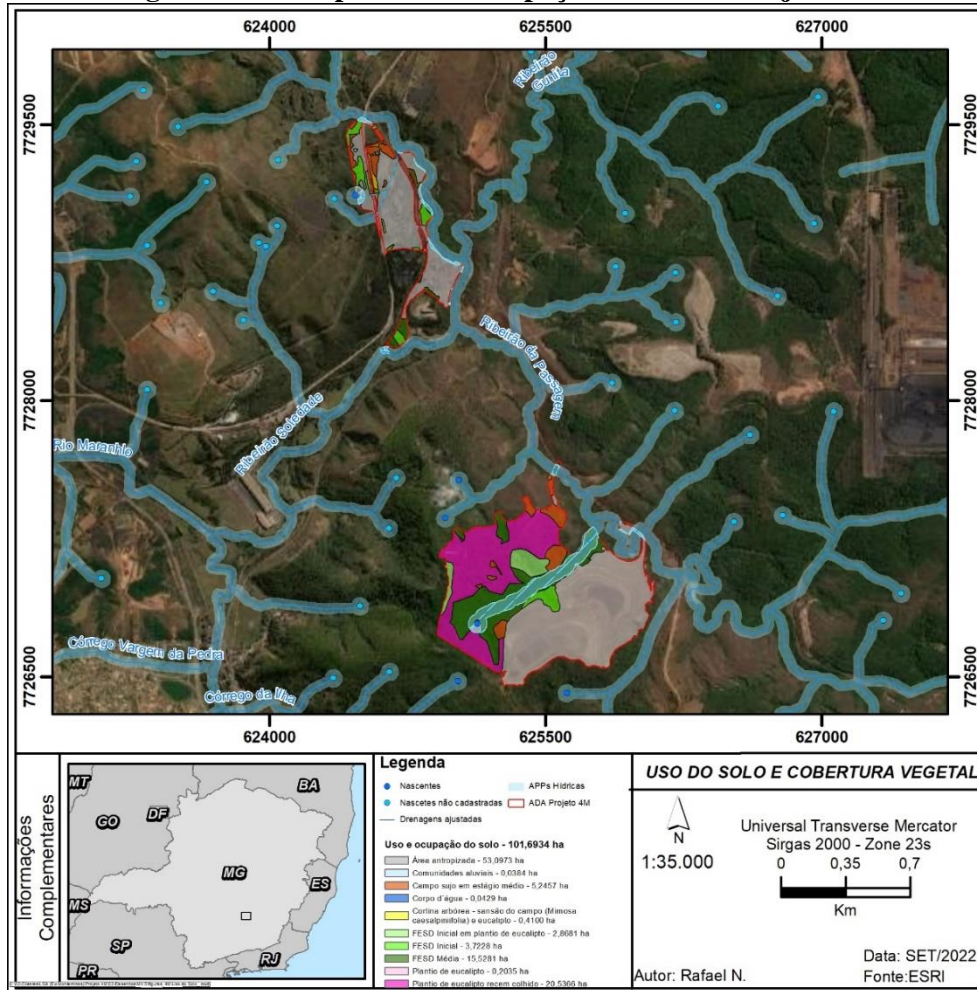 624000 625500 627000
Ribeirão
Gunita
7729500 7729500
Ribeirão da Passagem
7728000 7728000
Ribeirão Soledade
Rio Maranhlo
Córrego Vargem da Pedra
7726500 7726500
Córrego da Ilha
624000 625500 627000
Informações
Complementares
MT
BA
GO
DF
MG
ES
MS
SP
RJ
PR
Legenda
Nascentes
APPs Hídricas
Nascetes não cadastradas
ADA Projeto 4M
Drenagens ajustadas
Uso e ocupação do solo - 101,6934 ha
Área antropizada - 53,0973 ha
Comunidades aluviais - 0,0384 ha
Campo sujo em estágio médio - 5,2457 ha
Corpo d'água - 0,0429 ha
Cortina arbórea - sansão do campo (Mimosa
caesalpiniifolia) e eucalipto - 0,4100 ha
FESD Inicial em plantio de eucalipto - 2,8681 ha
FESD Inicial - 3,7228 ha
FESD Média - 15,5281 ha
Plantio de eucalipto - 0,2035 ha
Plantio de eucalipto recem colhido - 20,5366 ha
USO DO SOLO E COBERTURA VEGETAL
N
1:35.000
Universal Transverse Mercator
Sirgas 2000 - Zone 23s
0 0,35 0,7
Km
Data: SET/2022
Autor: Rafael N.
Fonte:ESRI